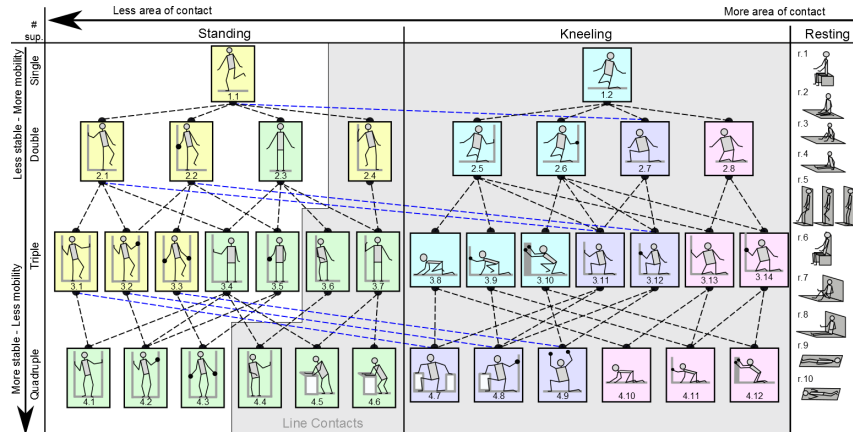 Less area of contact
More area of contact
#
sup.
Standing
Kneeling
Resting
Less stable - More mobility
More stable - Less mobility
Single
1.1
1.2
Double
2.1
2.2
2.3
2.4
2.5
2.6
2.7
2.8
Triple
3.1
3.2
3.3
3.4
3.5
3.6
3.7
3.8
3.9
3.10
3.11
3.12
3.13
3.14
Quadruple
4.1
4.2
4.3
4.4
4.5
4.6
4.7
4.8
4.9
4.10
4.11
4.12
Line Contacts
r.1
r.2
r.3
r.4
r.5
r.6
r.7
r.8
r.9
r.10